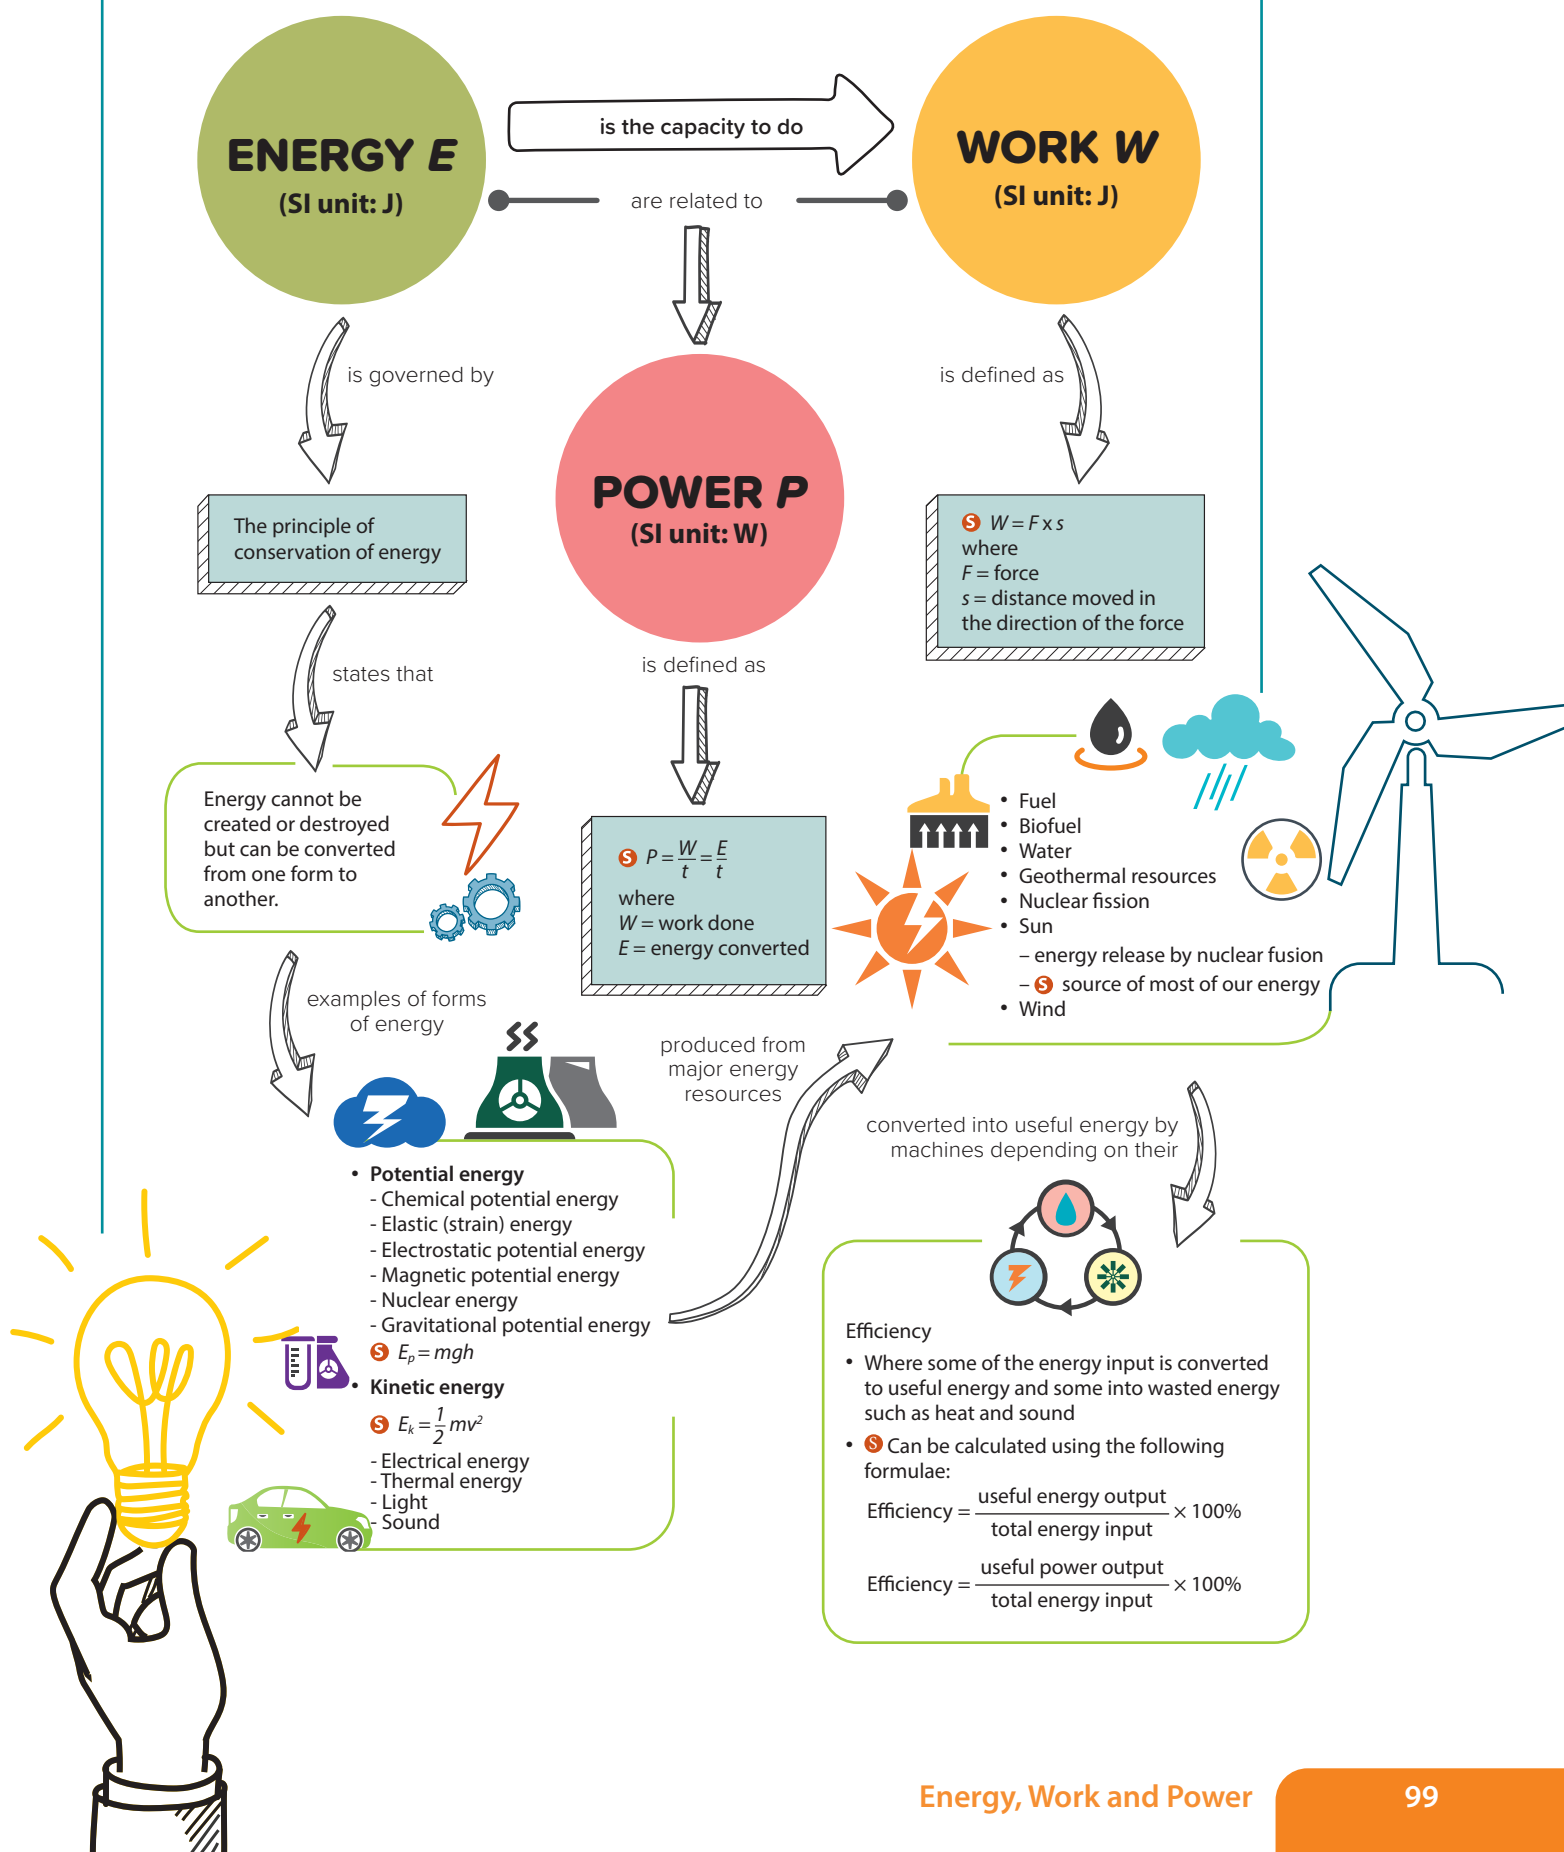 ENERGY E
(SI unit: J)
is the capacity to do
WORK W
(SI unit: J)
are related to
is governed by
is defined as
POWER P
(SI unit: W)
The principle of
conservation of energy
S W = F x s
where
F = force
s = distance moved in
the direction of the force
states that
is defined as
Energy cannot be
created or destroyed
but can be converted
from one form to
another.
S P = W/t = E/t
where
W = work done
E = energy converted
• Fuel
• Biofuel
• Water
• Geothermal resources
• Nuclear fission
• Sun
– energy release by nuclear fusion
– S source of most of our energy
• Wind
examples of forms
of energy
produced from
major energy
resources
converted into useful energy by
machines depending on their
• Potential energy
- Chemical potential energy
- Elastic (strain) energy
- Electrostatic potential energy
- Magnetic potential energy
- Nuclear energy
- Gravitational potential energy
S Eₚ = mgh
• Kinetic energy
S Eₖ = 1/2 mv²
- Electrical energy
- Thermal energy
- Light
- Sound
Efficiency
• Where some of the energy input is converted
to useful energy and some into wasted energy
such as heat and sound
• S Can be calculated using the following
formulae:
Efficiency = useful energy output / total energy input × 100%
Efficiency = useful power output / total energy input × 100%
Energy, Work and Power 99